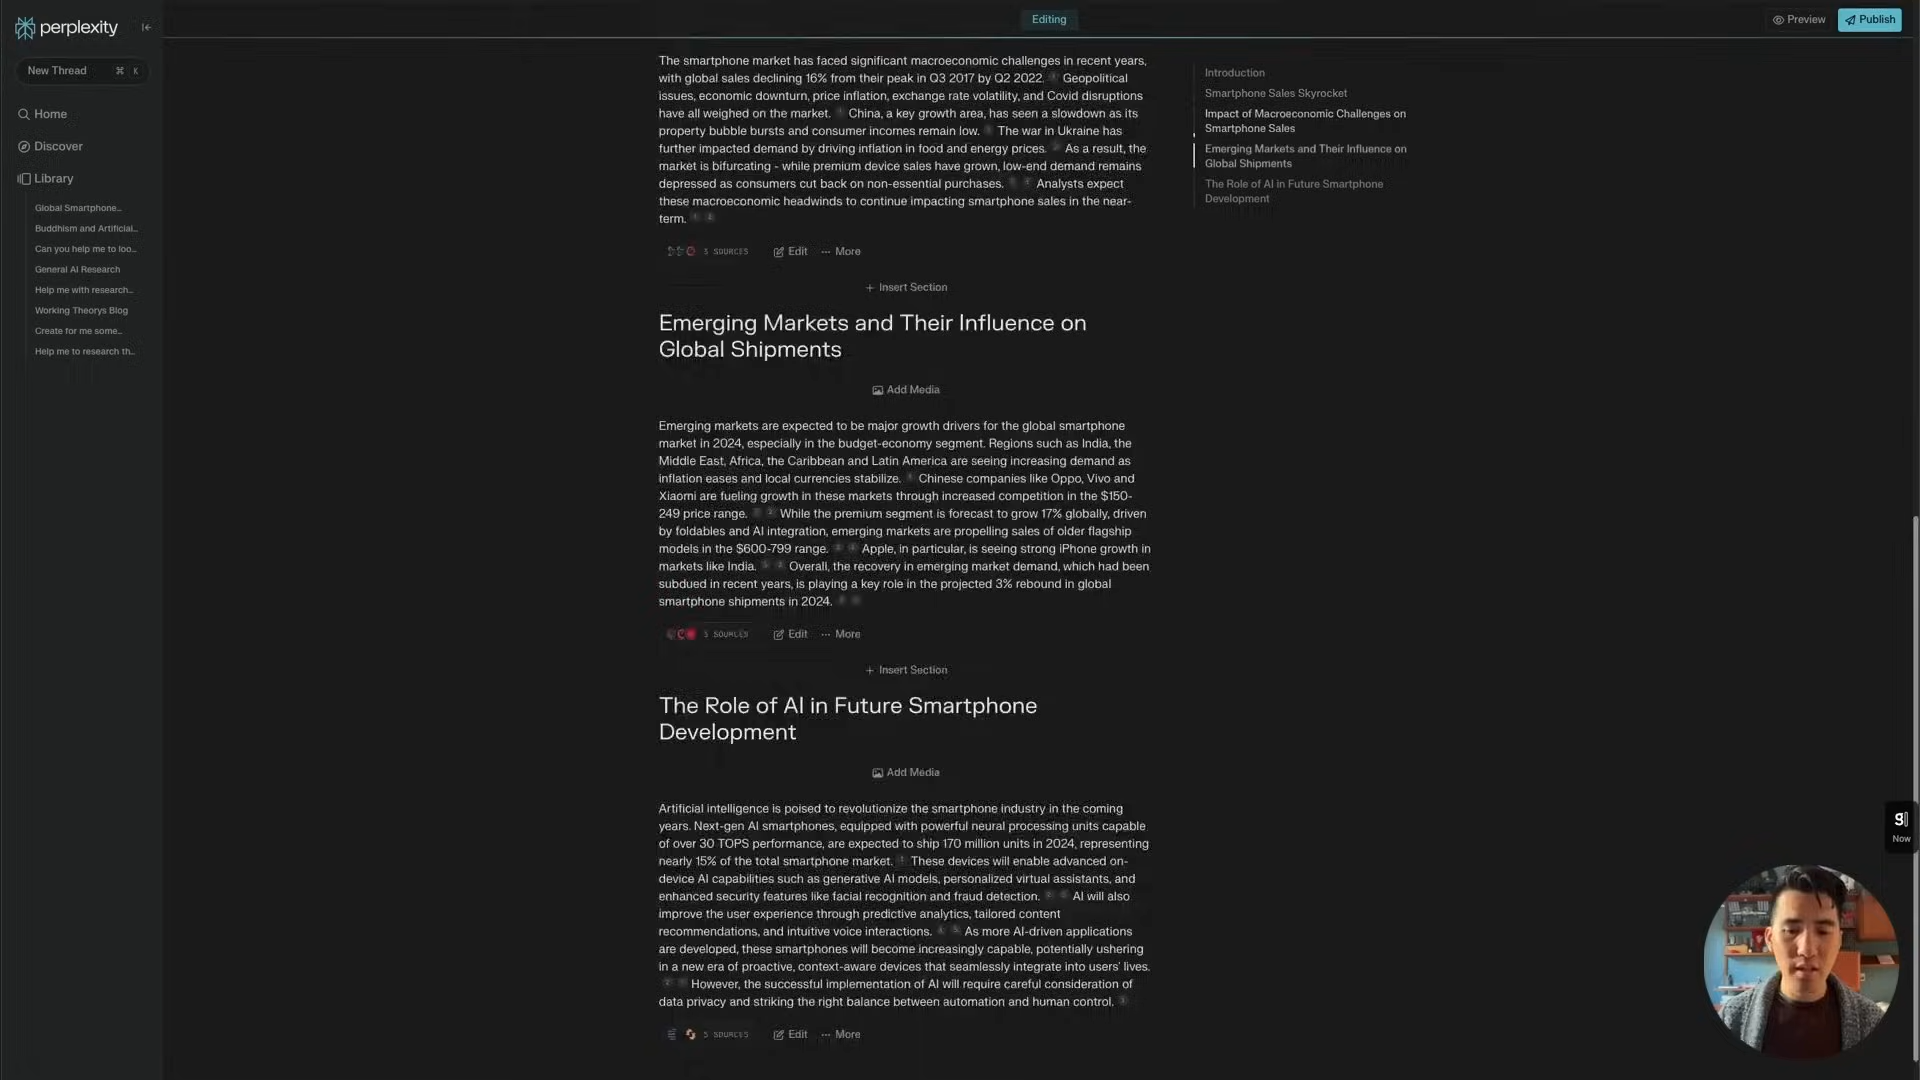 perplexity
New Thread
⌘ K
Home
Discover
Library
Global Smartphone...
Buddhism and Artificial...
Can you help me to loo...
General AI Research
Help me with research...
Working Theorys Blog
Create for me some...
Help me to research th...
Editing
Preview
Publish
The smartphone market has faced significant macroeconomic challenges in recent years,
with global sales declining 16% from their peak in Q3 2017 by Q2 2022. Geopolitical
issues, economic downturn, price inflation, exchange rate volatility, and Covid disruptions
have all weighed on the market. China, a key growth area, has seen a slowdown as its
property bubble bursts and consumer incomes remain low. The war in Ukraine has
further impacted demand by driving inflation in food and energy prices. As a result, the
market is bifurcating - while premium device sales have grown, low-end demand remains
depressed as consumers cut back on non-essential purchases. Analysts expect
these macroeconomic headwinds to continue impacting smartphone sales in the near-
term.
3 SOURCES
Edit
... More
+ Insert Section
Emerging Markets and Their Influence on
Global Shipments
Add Media
Emerging markets are expected to be major growth drivers for the global smartphone
market in 2024, especially in the budget-economy segment. Regions such as India, the
Middle East, Africa, the Caribbean and Latin America are seeing increasing demand as
inflation eases and local currencies stabilize. Chinese companies like Oppo, Vivo and
Xiaomi are fueling growth in these markets through increased competition in the $150-
249 price range. While the premium segment is forecast to grow 17% globally, driven
by foldables and AI integration, emerging markets are propelling sales of older flagship
models in the $600-799 range. Apple, in particular, is seeing strong iPhone growth in
markets like India. Overall, the recovery in emerging market demand, which had been
subdued in recent years, is playing a key role in the projected 3% rebound in global
smartphone shipments in 2024.
3 SOURCES
Edit
... More
+ Insert Section
The Role of AI in Future Smartphone
Development
Add Media
Artificial intelligence is poised to revolutionize the smartphone industry in the coming
years. Next-gen AI smartphones, equipped with powerful neural processing units capable
of over 30 TOPS performance, are expected to ship 170 million units in 2024, representing
nearly 15% of the total smartphone market. These devices will enable advanced on-
device AI capabilities such as generative AI models, personalized virtual assistants, and
enhanced security features like facial recognition and fraud detection. AI will also
improve the user experience through predictive analytics, tailored content
recommendations, and intuitive voice interactions. As more AI-driven applications
are developed, these smartphones will become increasingly capable, potentially ushering
in a new era of proactive, context-aware devices that seamlessly integrate into users' lives.
However, the successful implementation of AI will require careful consideration of
data privacy and striking the right balance between automation and human control.
5 SOURCES
Edit
... More
Introduction
Smartphone Sales Skyrocket
Impact of Macroeconomic Challenges on
Smartphone Sales
Emerging Markets and Their Influence on
Global Shipments
The Role of AI in Future Smartphone
Development
g
Now